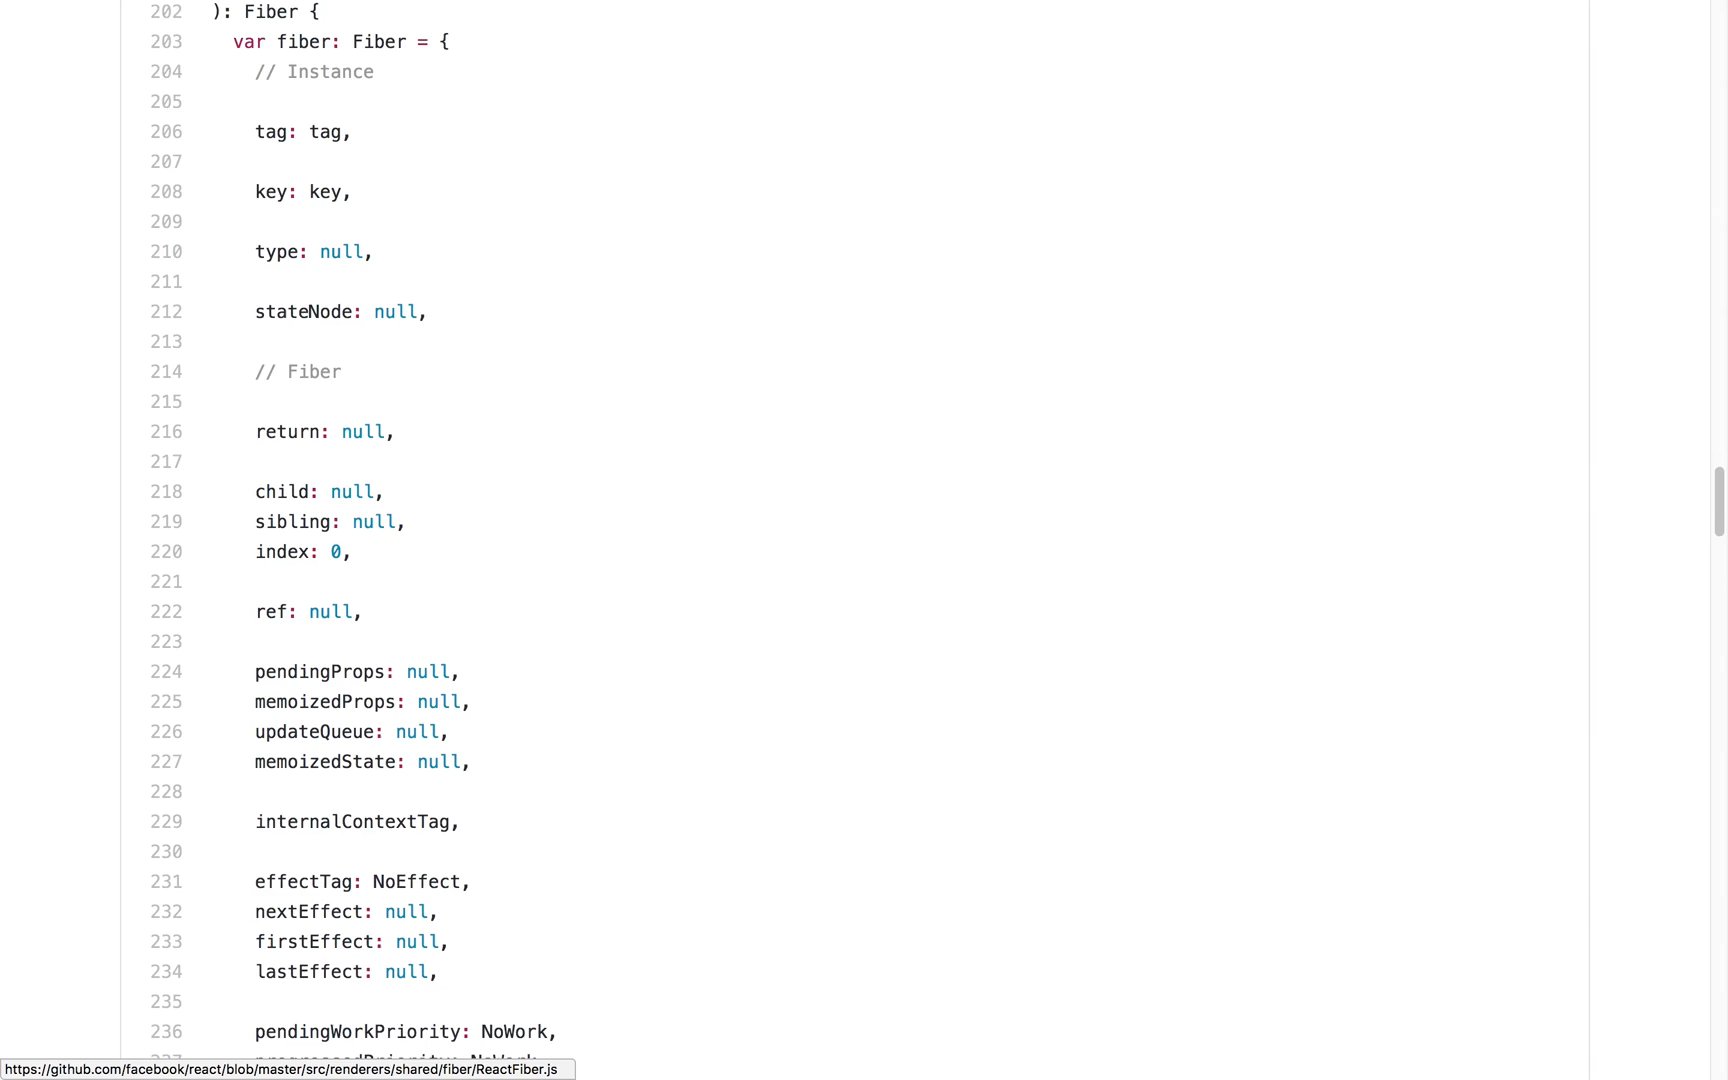 202 ): Fiber {
203 var fiber: Fiber = {
204 // Instance
205
206 tag: tag,
207
208 key: key,
209
210 type: null,
211
212 stateNode: null,
213
214 // Fiber
215
216 return: null,
217
218 child: null,
219 sibling: null,
220 index: 0,
221
222 ref: null,
223
224 pendingProps: null,
225 memoizedProps: null,
226 updateQueue: null,
227 memoizedState: null,
228
229 internalContextTag,
230
231 effectTag: NoEffect,
232 nextEffect: null,
233 firstEffect: null,
234 lastEffect: null,
235
236 pendingWorkPriority: NoWork,
https://github.com/facebook/react/blob/master/src/renderers/shared/fiber/ReactFiber.js